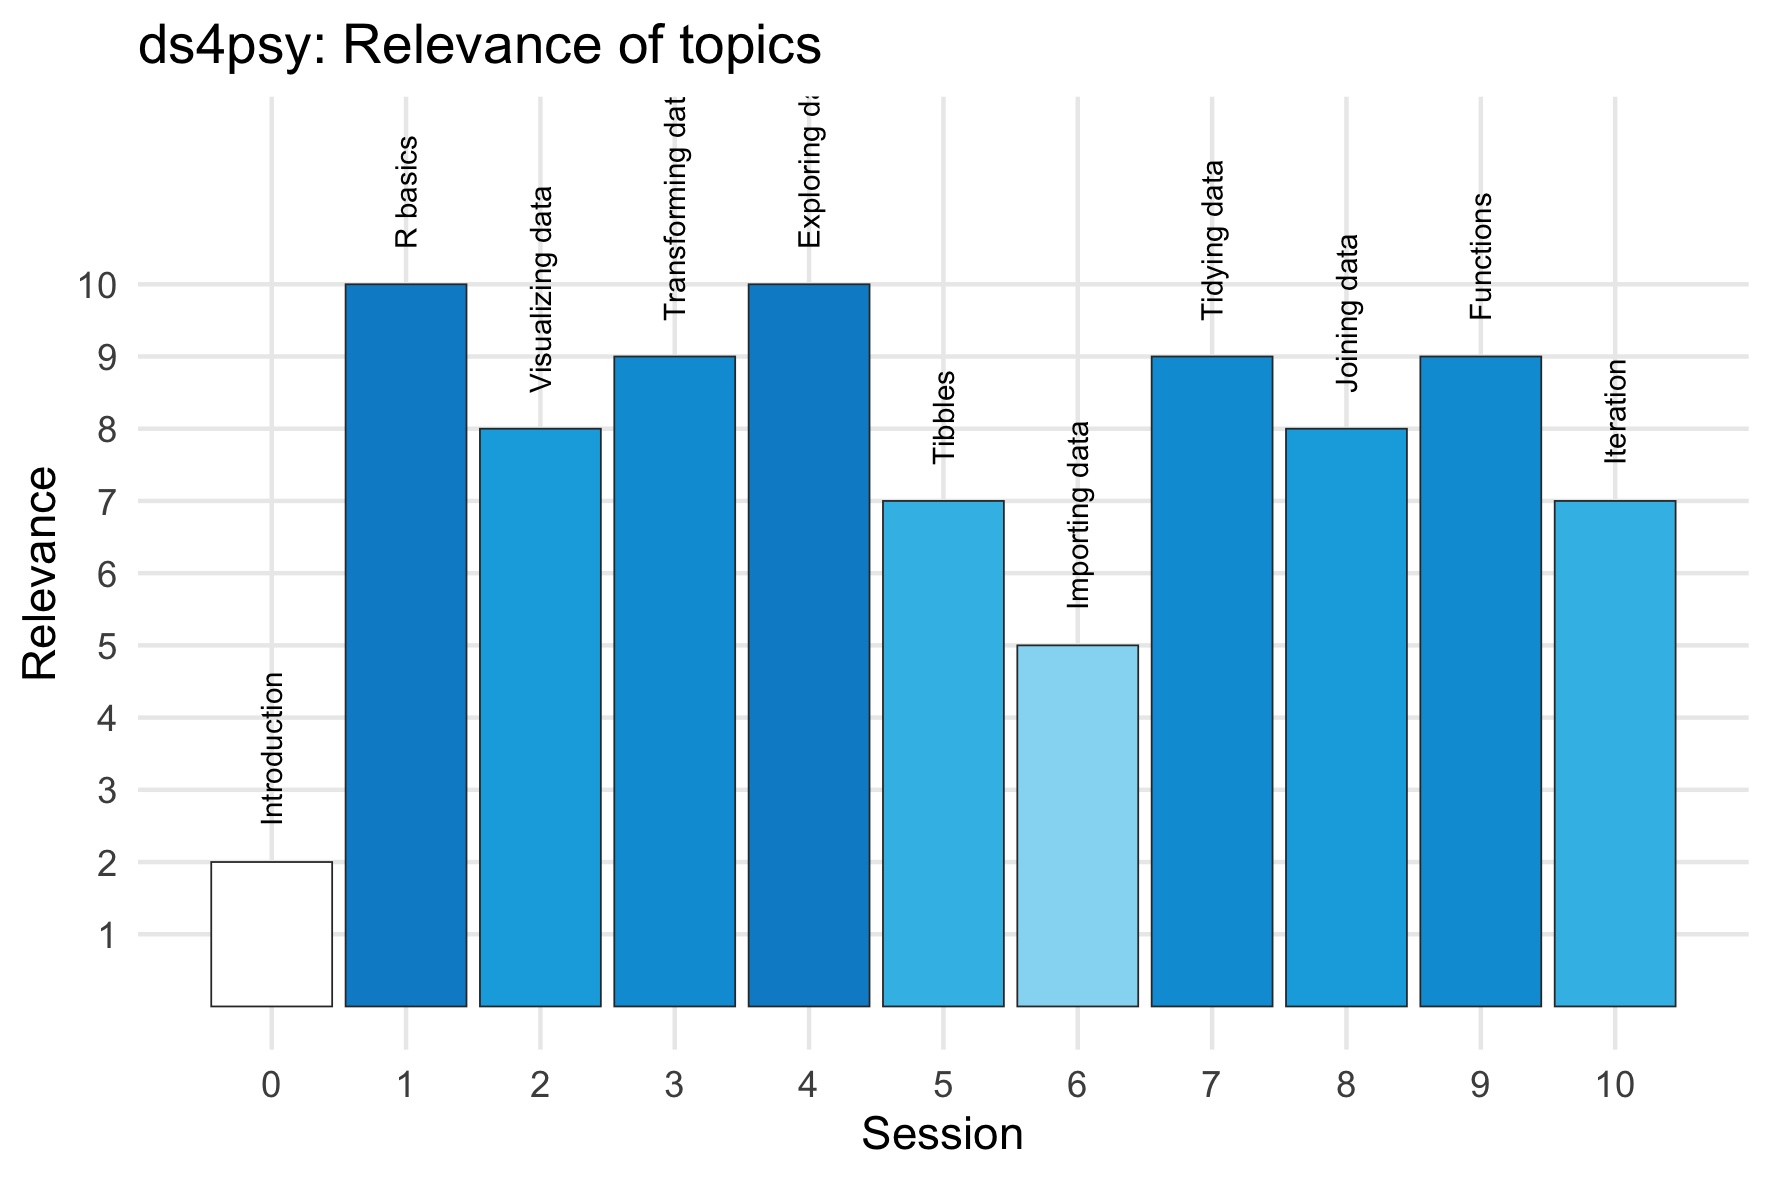 ds4psy: Relevance of topics
Relevance
10
9
8
7
6
5
4
3
2
1
Introduction
R basics
Visualizing data
Transforming dat
Exploring
Tibbles
Importing data
Tidying data
Joining data
Functions
Iteration
0
1
2
3
4
5
6
7
8
9
10
Session